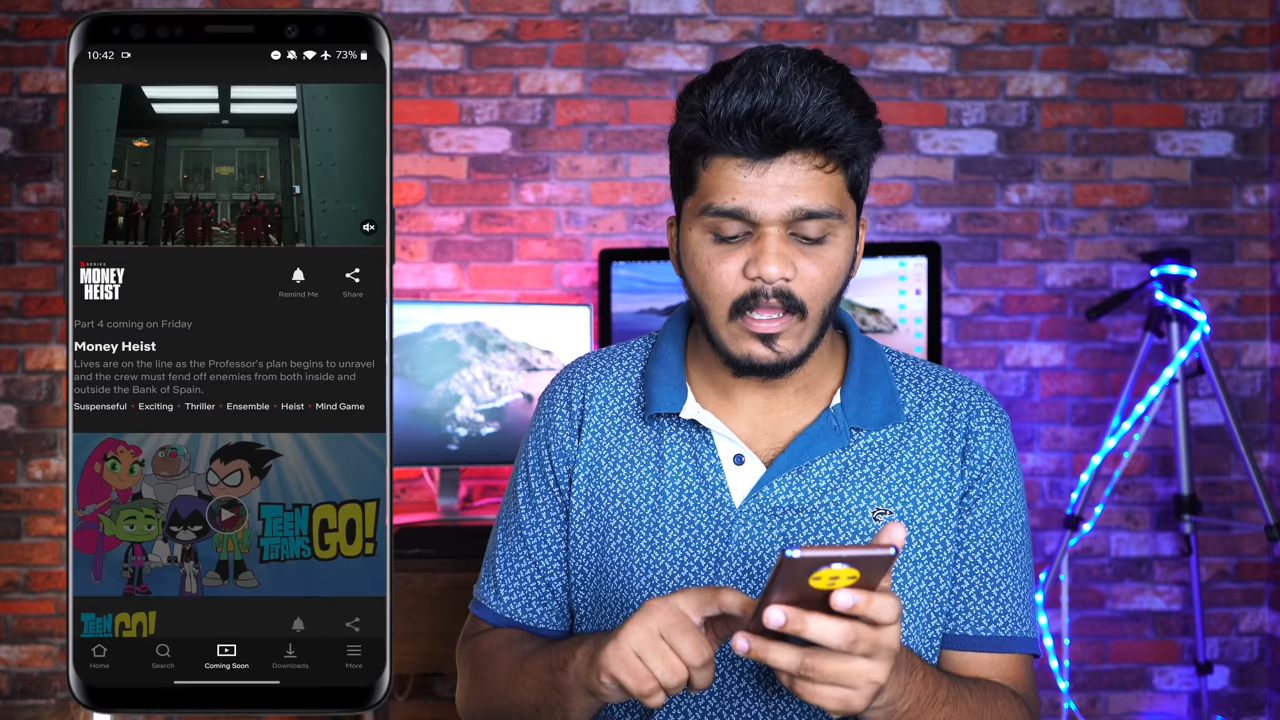 10:42
73%
SERIES
MONEY
HEIST
Remind Me
Share
Part 4 coming on Friday
Money Heist
Lives are on the line as the Professor's plan begins to unravel
and the crew must fend off enemies from both inside and
outside the Bank of Spain.
Suspenseful • Exciting • Thriller • Ensemble • Heist • Mind Game
TEEN
TITANS
GO!
TEEN
GO!
Home
Search
Coming Soon
Downloads
More